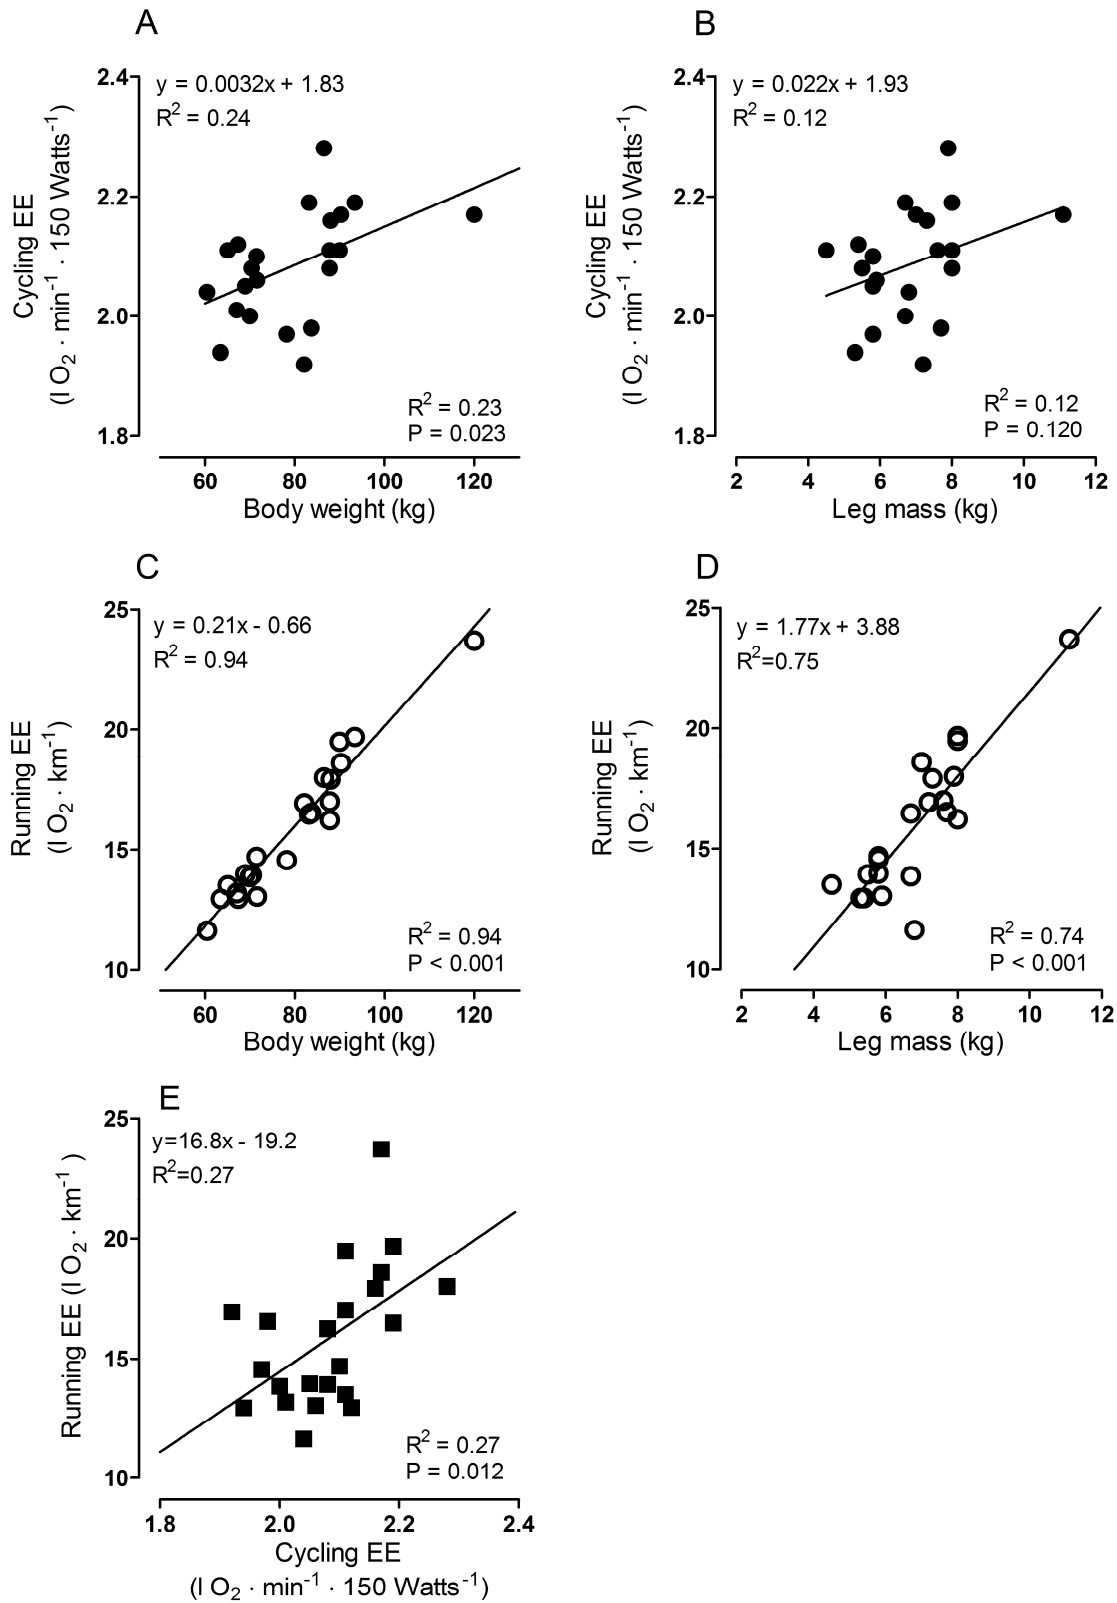 A
2.4
y = 0.0032x + 1.83
R² = 0.24
2.2
2.0
1.8
Cycling EE
(l O₂ · min⁻¹ · 150 Watts⁻¹)
R² = 0.23
P = 0.023
60 80 100 120
Body weight (kg)
B
2.4
y = 0.022x + 1.93
R² = 0.12
2.2
2.0
1.8
Cycling EE
(l O₂ · min⁻¹ · 150 Watts⁻¹)
R² = 0.12
P = 0.120
2 4 6 8 10 12
Leg mass (kg)
C
25
y = 0.21x - 0.66
R² = 0.94
20
15
10
Running EE
(l O₂ · km⁻¹)
R² = 0.94
P < 0.001
60 80 100 120
Body weight (kg)
D
25
y = 1.77x + 3.88
R²=0.75
20
15
10
Running EE
(l O₂ · km⁻¹)
R² = 0.74
P < 0.001
2 4 6 8 10 12
Leg mass (kg)
E
25
y=16.8x - 19.2
R²=0.27
20
15
10
Running EE (l O₂ · km⁻¹ )
R² = 0.27
P = 0.012
1.8 2.0 2.2 2.4
Cycling EE
(l O₂ · min⁻¹ · 150 Watts⁻¹)